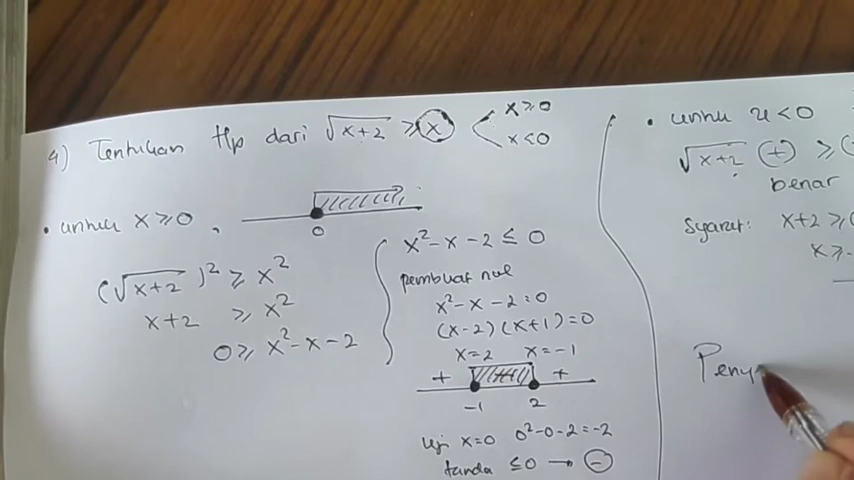 4) Tentukan Hp dari √x+2 ≥ x < x≥0
x<0
• untuk x≥0,
0
(√x+2)² ≥ x²
x+2 ≥ x²
0≥ x²-x-2
x²-x-2 ≤ 0
pembuat nol
x²-x-2=0
(x-2)(x+1)=0
x=2 x=-1
+ +
-1 2
uji x=0 0²-0-2=-2
tanda ≤0 → -
• untuk x<0
√x+2 (+) ≥
benar
Syarat: x+2 ≥
x≥-
Peny